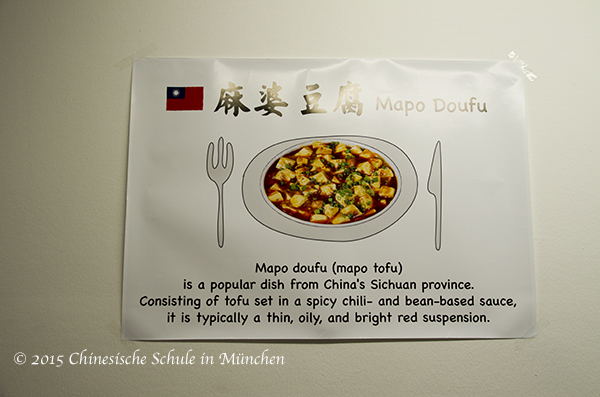 麻婆豆腐 Mapo Doufu
Mapo doufu (mapo tofu)
is a popular dish from China's Sichuan province.
Consisting of tofu set in a spicy chili- and bean-based sauce,
it is typically a thin, oily, and bright red suspension.
© 2015 Chinesische Schule in München